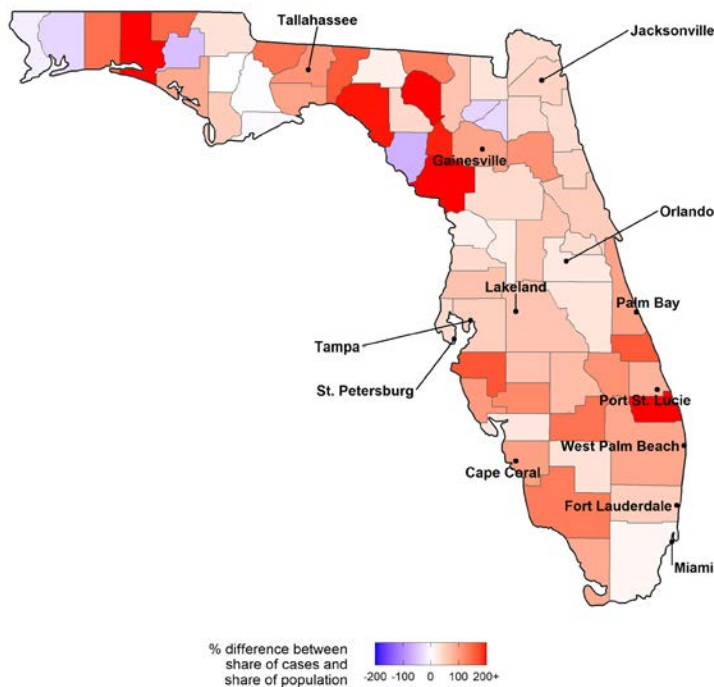 Tallahassee
Jacksonville
Gainesville
Orlando
Lakeland
Palm Bay
Tampa
St. Petersburg
Port St. Lucie
West Palm Beach
Cape Coral
Fort Lauderdale
Miami
% difference between
share of cases and
share of population
-200 -100 0 100 200+